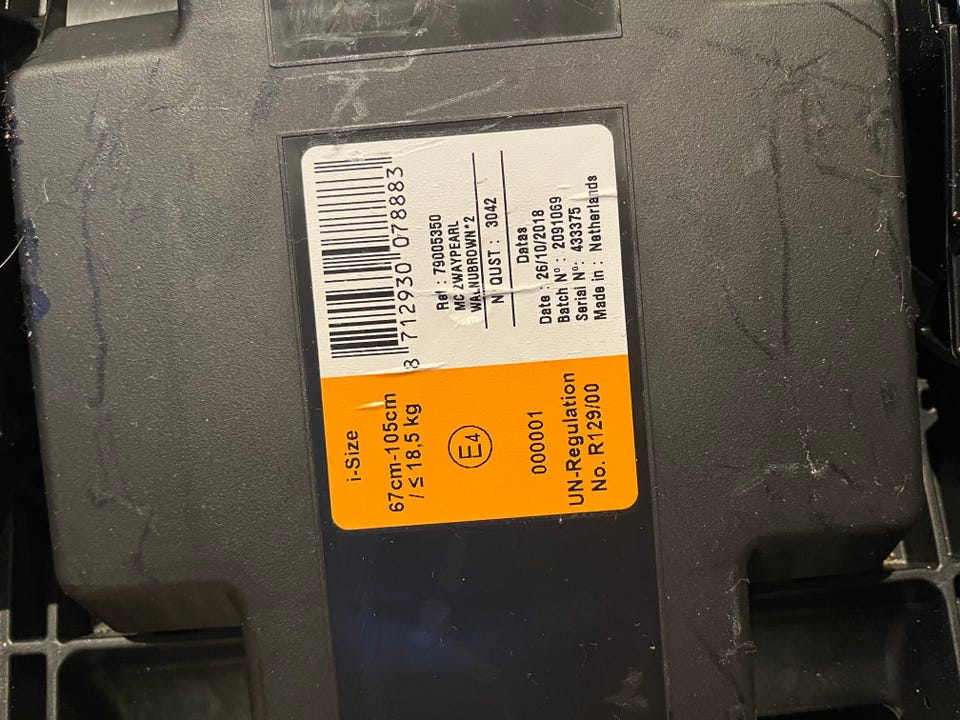 i-Size
67cm-105cm
/ ≤ 18,5 kg
E4
000001
UN-Regulation
No. R129/00
8 712930 078883
Ref : 79005350
MC 2WAYPEARL
WALNUBROWN*2
N° QUST : 3042
Datas
Date : 26/10/2018
Batch N° : 2091069
Serial N° : 433375
Made in : Netherlands